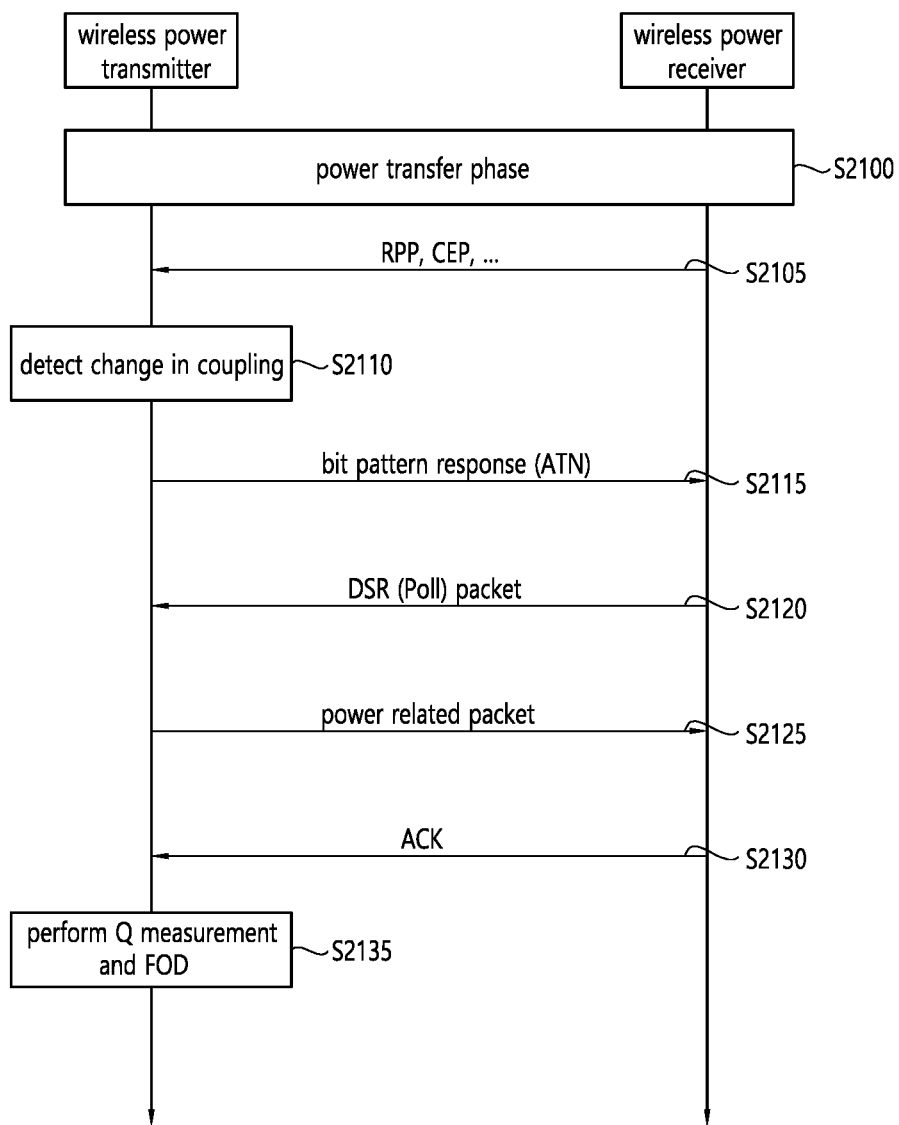 wireless power
transmitter
wireless power
receiver
power transfer phase
S2100
RPP, CEP, ...
S2105
detect change in coupling
S2110
bit pattern response (ATN)
S2115
DSR (Poll) packet
S2120
power related packet
S2125
ACK
S2130
perform Q measurement
and FOD
S2135